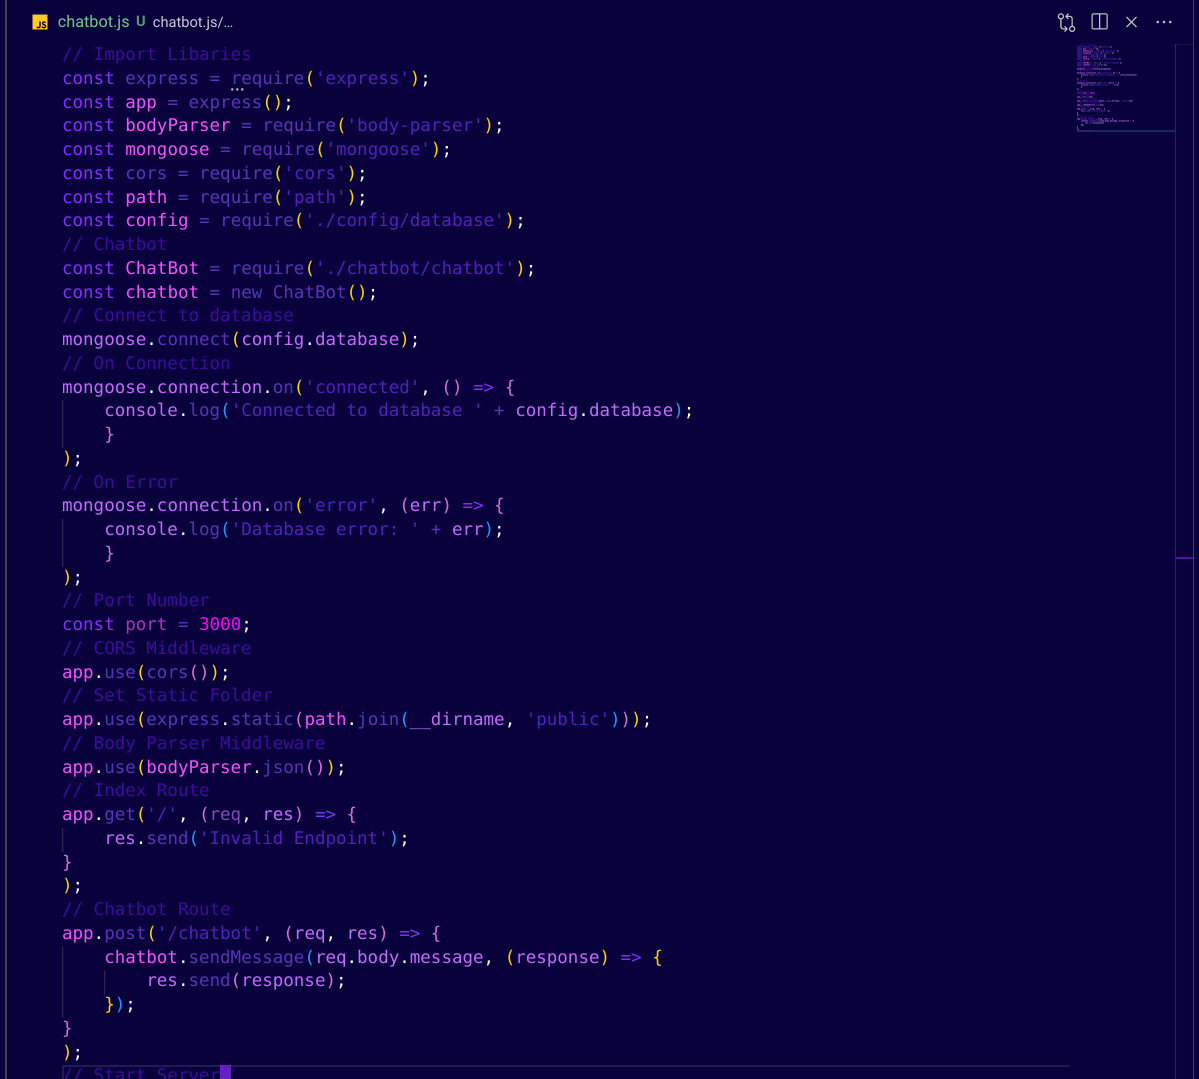 JS chatbot.js U chatbot.js/...
// Import Libaries
const express = require('express');
const app = express();
const bodyParser = require('body-parser');
const mongoose = require('mongoose');
const cors = require('cors');
const path = require('path');
const config = require('./config/database');
// Chatbot
const ChatBot = require('./chatbot/chatbot');
const chatbot = new ChatBot();
// Connect to database
mongoose.connect(config.database);
// On Connection
mongoose.connection.on('connected', () => {
    console.log('Connected to database ' + config.database);
    }
);
// On Error
mongoose.connection.on('error', (err) => {
    console.log('Database error: ' + err);
    }
);
// Port Number
const port = 3000;
// CORS Middleware
app.use(cors());
// Set Static Folder
app.use(express.static(path.join(__dirname, 'public')));
// Body Parser Middleware
app.use(bodyParser.json());
// Index Route
app.get('/', (req, res) => {
    res.send('Invalid Endpoint');
}
);
// Chatbot Route
app.post('/chatbot', (req, res) => {
    chatbot.sendMessage(req.body.message, (response) => {
        res.send(response);
    });
}
);
// Start Server